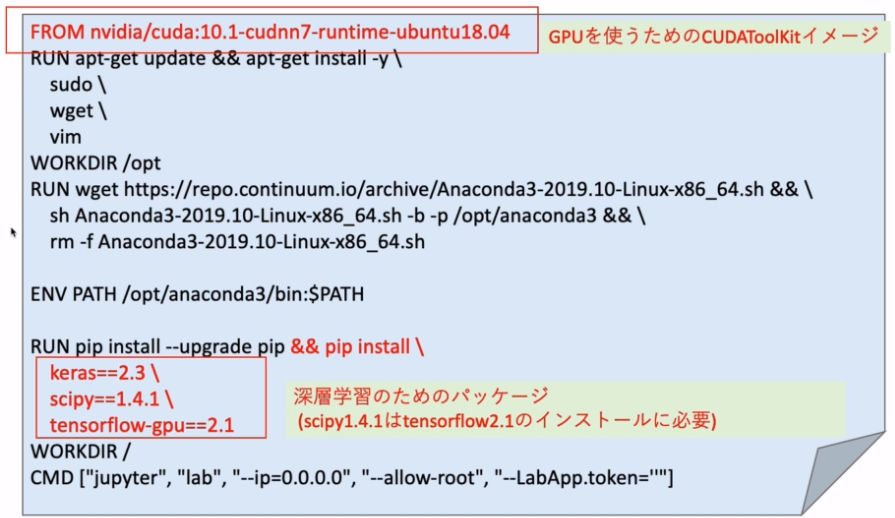 FROM nvidia/cuda:10.1-cudnn7-runtime-ubuntu18.04
GPUを使うためのCUDAToolKitイメージ
RUN apt-get update && apt-get install -y \
sudo \
wget \
vim
WORKDIR /opt
RUN wget https://repo.continuum.io/archive/Anaconda3-2019.10-Linux-x86_64.sh && \
sh Anaconda3-2019.10-Linux-x86_64.sh -b -p /opt/anaconda3 && \
rm -f Anaconda3-2019.10-Linux-x86_64.sh
ENV PATH /opt/anaconda3/bin:$PATH
RUN pip install --upgrade pip && pip install \
keras==2.3 \
scipy==1.4.1 \
tensorflow-gpu==2.1
深層学習のためのパッケージ
(scipy1.4.1はtensorflow2.1のインストールに必要)
WORKDIR /
CMD ["jupyter", "lab", "--ip=0.0.0.0", "--allow-root", "--LabApp.token=''"]